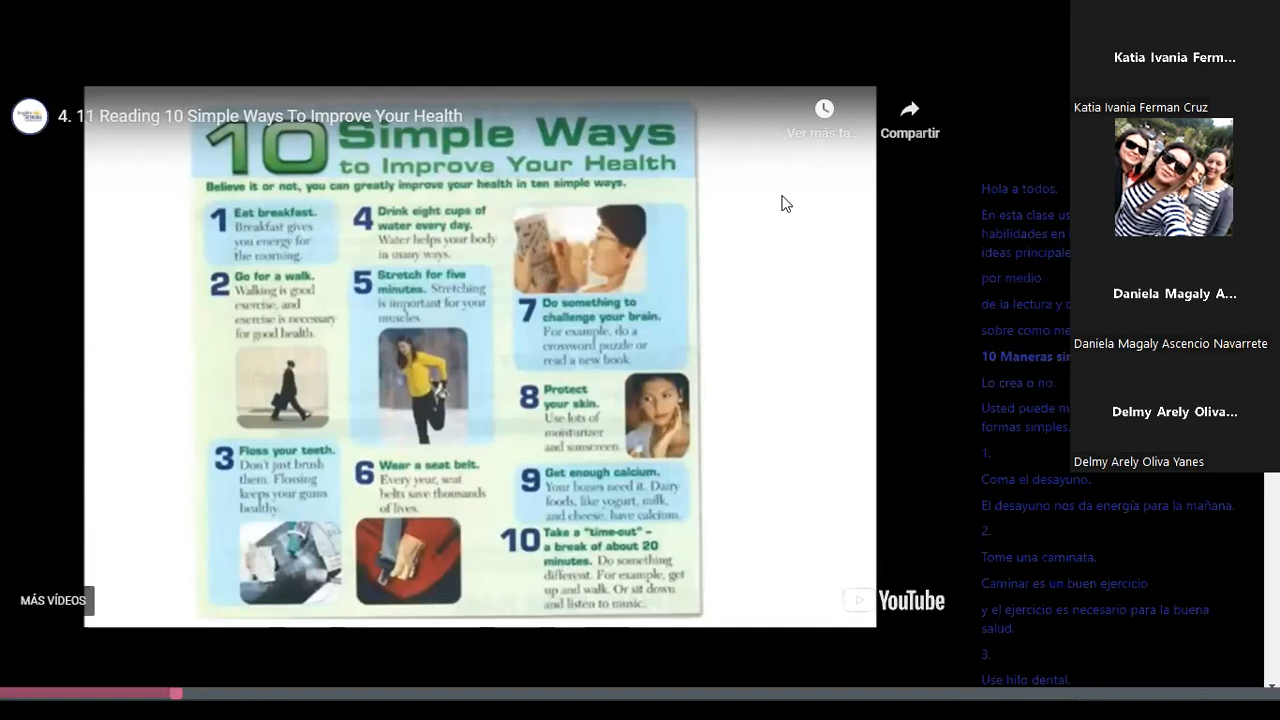 4. 11 Reading 10 Simple Ways To Improve Your Health
Ver más fa...
Compartir
10 Simple Ways
to Improve Your Health
Believe it or not, you can greatly improve your health in ten simple ways.
1 Eat breakfast.
Breakfast gives
you energy for
the morning.
2 Go for a walk.
Walking is good
exercise, and
exercise is necessary
for good health.
3 Floss your teeth.
Don't just brush
them. Flossing
keeps your gums
healthy.
4 Drink eight cups of
water every day.
Water helps your body
in many ways.
5 Stretch for five
minutes. Stretching
is important for your
muscles.
6 Wear a seat belt.
Every year, seat
belts save thousands
of lives.
7 Do something to
challenge your brain.
For example, do a
crossword puzzle or
read a new book.
8 Protect
your skin.
Use lots of
moisturizer
and sunscreen.
9 Get enough calcium.
Your bones need it. Dairy
foods, like yogurt, milk,
and cheese, have calcium.
10 Take a "time-out" –
a break of about 20
minutes. Do something
different. For example, get
up and walk. Or sit down
and listen to music.
MÁS VÍDEOS
YouTube
Hola a todos.
En esta clase us
habilidades en
ideas principale
por medio
de la lectura y
sobre como me
10 Maneras si
Lo crea o no.
Usted puede m
formas simples.
1.
Coma el desayuno.
El desayuno nos da energía para la mañana.
2.
Tome una caminata.
Caminar es un buen ejercicio
y el ejercicio es necesario para la buena
salud.
3.
Use hilo dental.
Katia Ivania Ferm...
Katia Ivania Ferman Cruz
Daniela Magaly A...
Daniela Magaly Ascencio Navarrete
Delmy Arely Oliva...
Delmy Arely Oliva Yanes